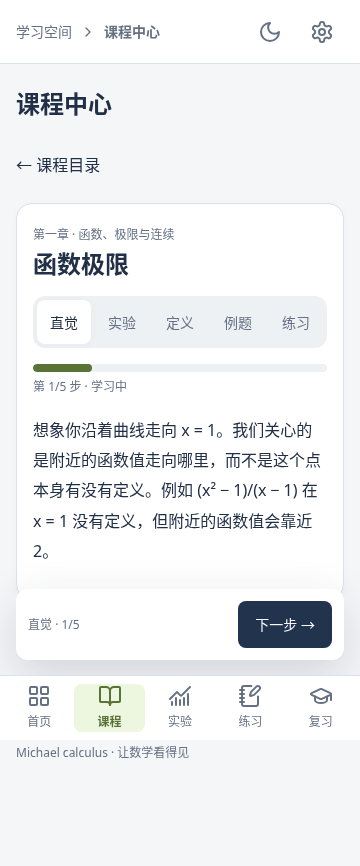 学习空间 > 课程中心
课程中心
← 课程目录
第一章 · 函数、极限与连续
函数极限
直觉 实验 定义 例题 练习
第 1/5 步 · 学习中
想象你沿着曲线走向 x = 1。我们关心的
是附近的函数值走向哪里，而不是这个点
本身有没有定义。例如 (x² − 1)/(x − 1) 在
x = 1 没有定义，但附近的函数值会靠近
2。
直觉 · 1/5
下一步 →
首页 课程 实验 练习 复习
Michael calculus · 让数学看得见